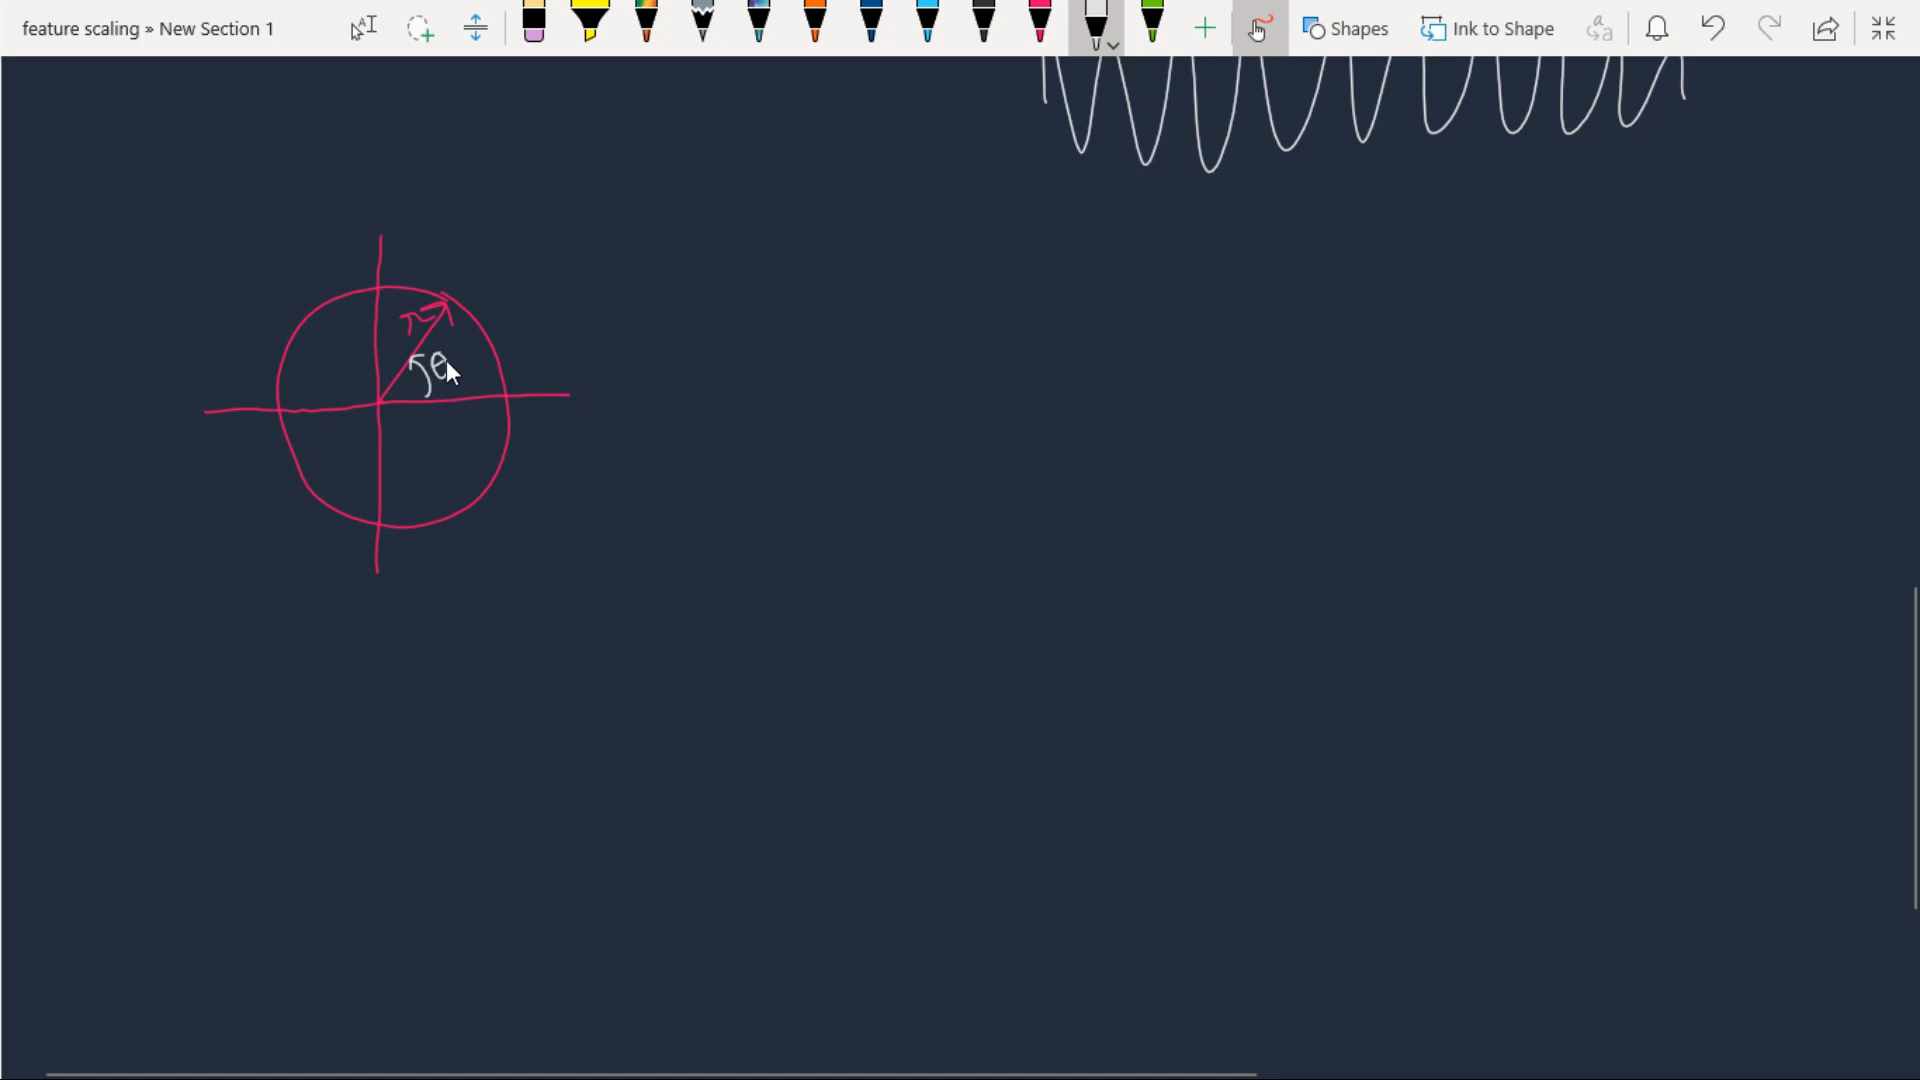 feature scaling » New Section 1
Shapes
Ink to Shape
r
θ